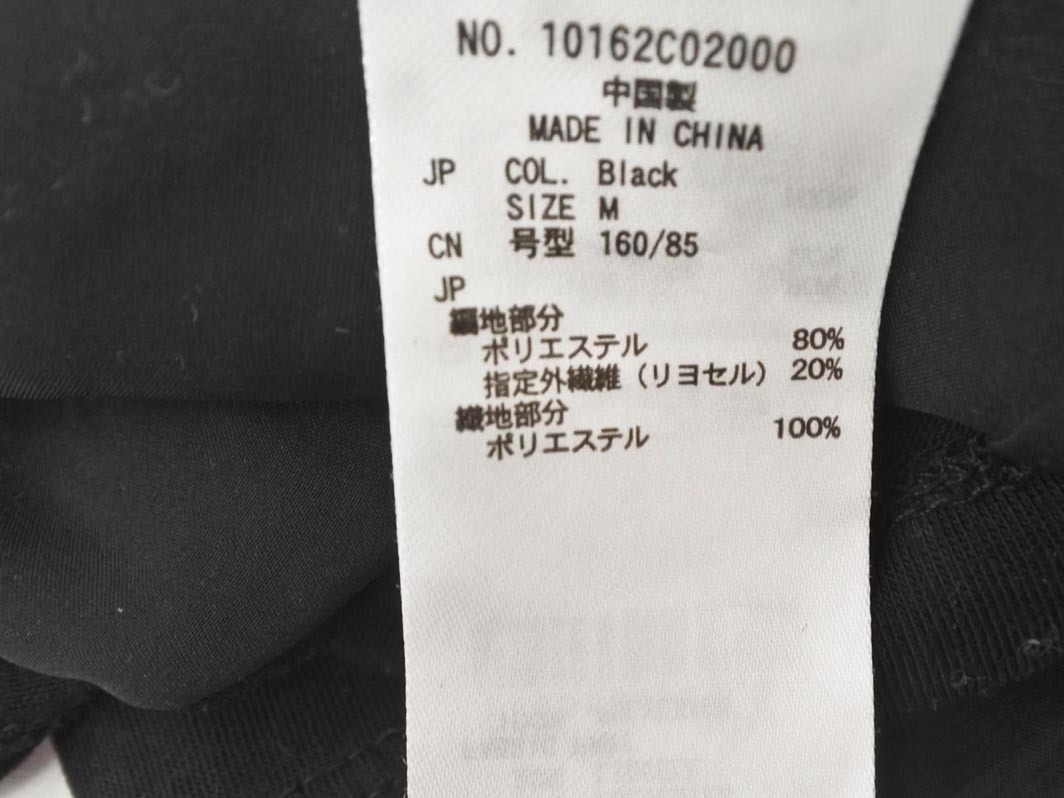 NO. 10162C02000
中国製
MADE IN CHINA
JP COL. Black
SIZE M
CN 号型 160/85
JP
編地部分
ポリエステル 80%
指定外繊維(リヨセル) 20%
織地部分
ポリエステル 100%